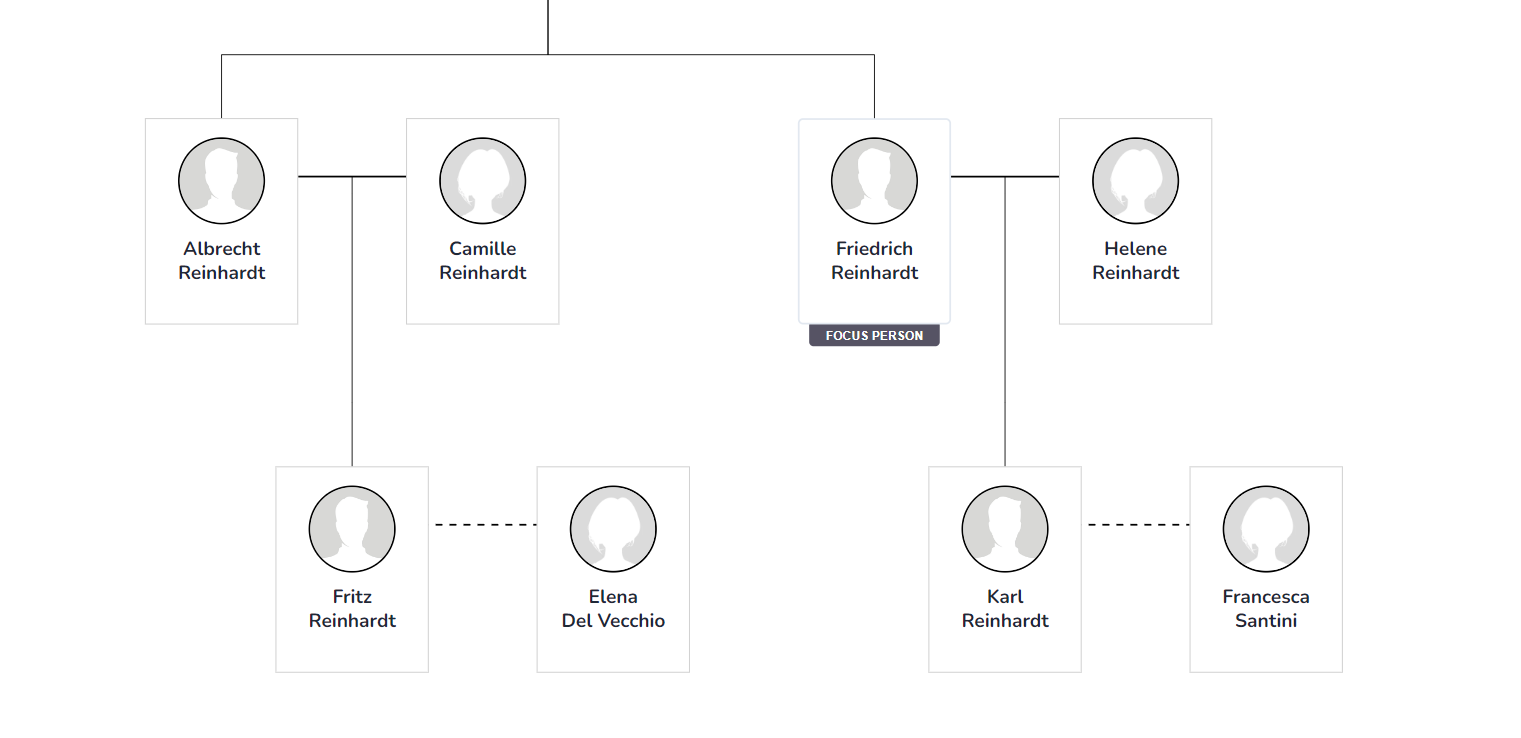 Albrecht
Reinhardt
Camille
Reinhardt
Friedrich
Reinhardt
Helene
Reinhardt
FOCUS PERSON
Fritz
Reinhardt
Elena
Del Vecchio
Karl
Reinhardt
Francesca
Santini